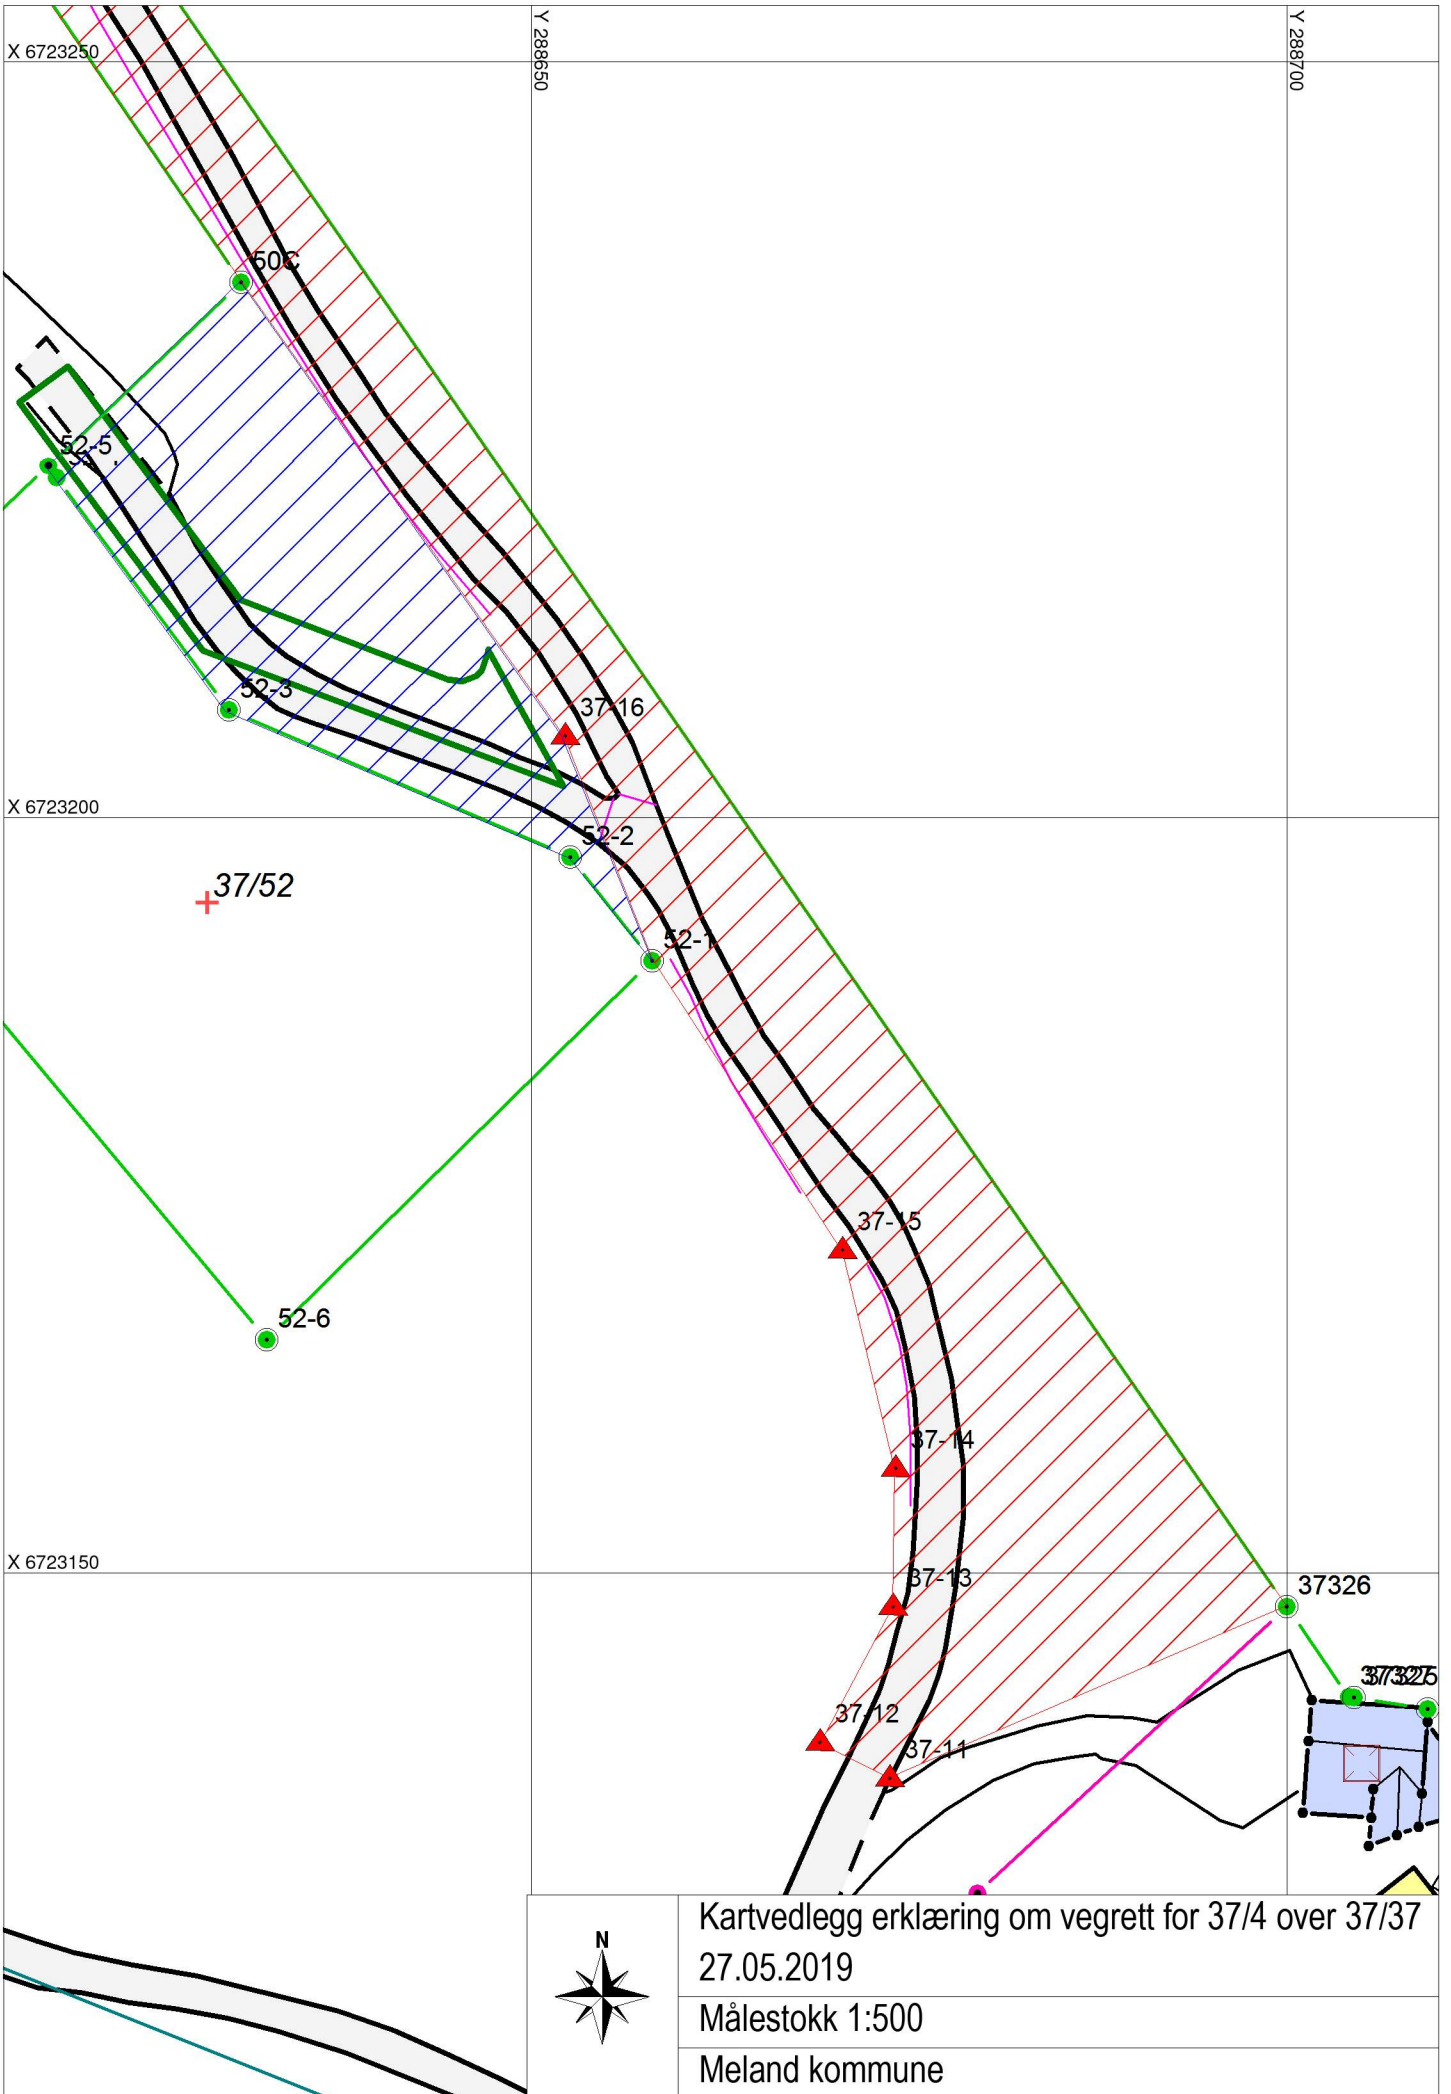 Y 288650
Y 288700
X 6723250
50C
52-5
52-3
37-16
X 6723200
52-2
37/52
52-1
37-15
52-6
37-14
X 6723150
37-13
37326
37-12
37-11
N
Kartvedlegg erklæring om vegrett for 37/4 over 37/37
27.05.2019
Målestokk 1:500
Meland kommune